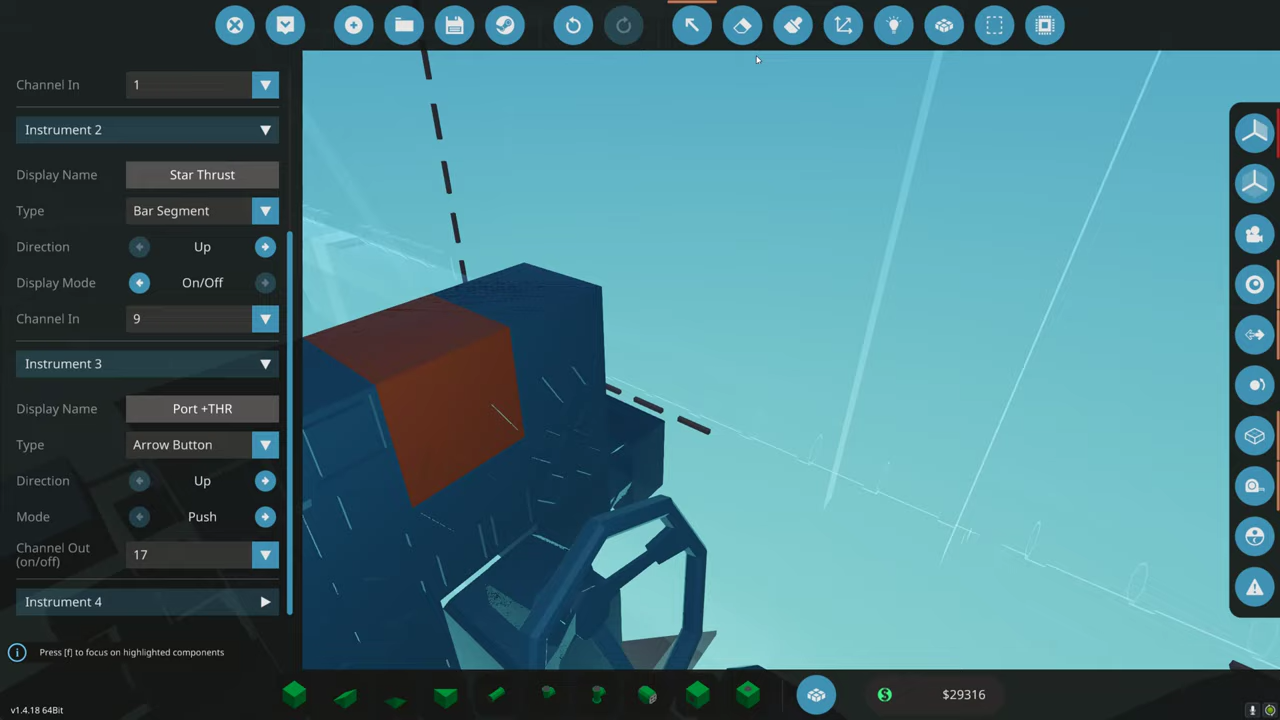 Channel In 1
Instrument 2
Display Name Star Thrust
Type Bar Segment
Direction Up
Display Mode On/Off
Channel In 9
Instrument 3
Display Name Port +THR
Type Arrow Button
Direction Up
Mode Push
Channel Out (on/off) 17
Instrument 4
Press [f] to focus on highlighted components
$29316
v1.4.18 64Bit